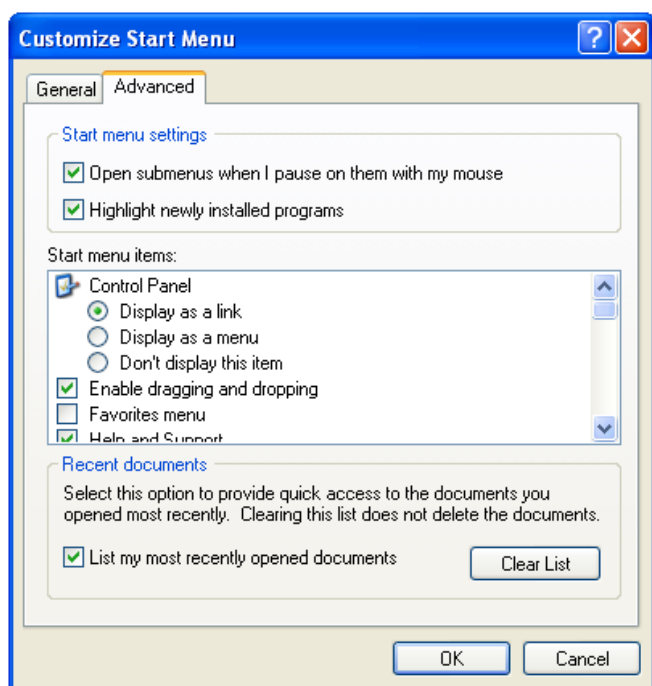 Customize Start Menu
General
Advanced
Start menu settings
Open submenus when I pause on them with my mouse
Highlight newly installed programs
Start menu items:
Control Panel
Display as a link
Display as a menu
Don't display this item
Enable dragging and dropping
Favorites menu
Help and Support
Recent documents
Select this option to provide quick access to the documents you
opened most recently.  Clearing this list does not delete the documents.
List my most recently opened documents
Clear List
OK
Cancel